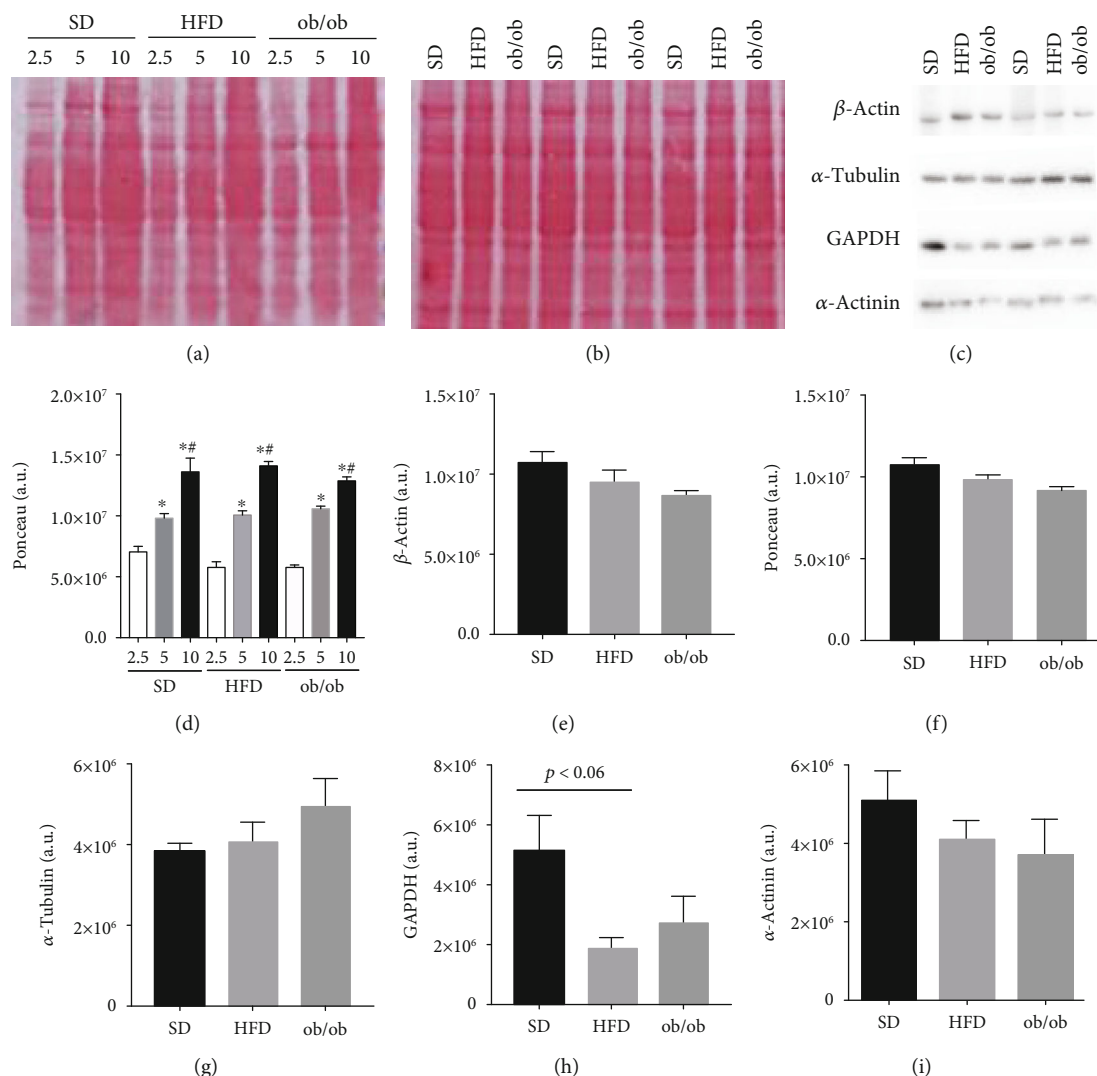 SD HFD ob/ob
2.5 5 10 2.5 5 10 2.5 5 10
(a)
SD HFD ob/ob SD HFD ob/ob SD HFD ob/ob
(b)
SD HFD ob/ob SD HFD ob/ob
β-Actin
α-Tubulin
GAPDH
α-Actinin
(c)
Ponceau (a.u.)
2.0×10⁷
1.5×10⁷
1.0×10⁷
5.0×10⁶
0.0
* *# * *# * *#
2.5 5 10 2.5 5 10 2.5 5 10
SD HFD ob/ob
(d)
β-Actin (a.u.)
1.5×10⁷
1.0×10⁷
5.0×10⁶
0.0
SD HFD ob/ob
(e)
Ponceau (a.u.)
1.5×10⁷
1.0×10⁷
5.0×10⁶
0.0
SD HFD ob/ob
(f)
α-Tubulin (a.u.)
6×10⁶
4×10⁶
2×10⁶
0
SD HFD ob/ob
(g)
GAPDH (a.u.)
8×10⁶
6×10⁶
4×10⁶
2×10⁶
0
p < 0.06
SD HFD ob/ob
(h)
α-Actinin (a.u.)
6×10⁶
4×10⁶
2×10⁶
0
SD HFD ob/ob
(i)